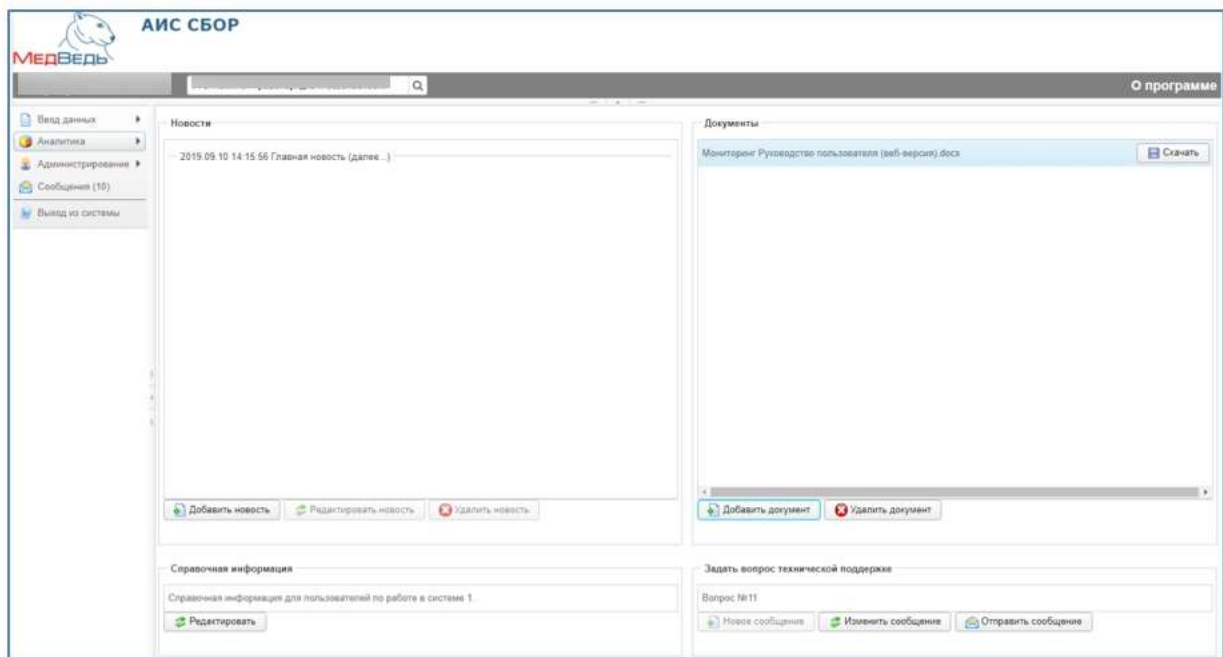 АИС СБОР
МЕДВЕДЬ
О программе
Ввод данных
Аналитика
Администрирование
Сообщения (10)
Выход из системы
Новости
2019.09.10 14:15:56 Главная новость (далее...)
Добавить новость
Редактировать новость
Удалить новость
Документы
Мониторинг Руководство пользователя (веб-версия).docx
Скачать
Добавить документ
Удалить документ
Справочная информация
Справочная информация для пользователей по работе в системе 1.
Редактировать
Задать вопрос технической поддержке
Вопрос №11
Новое сообщение
Изменить сообщение
Отправить сообщение